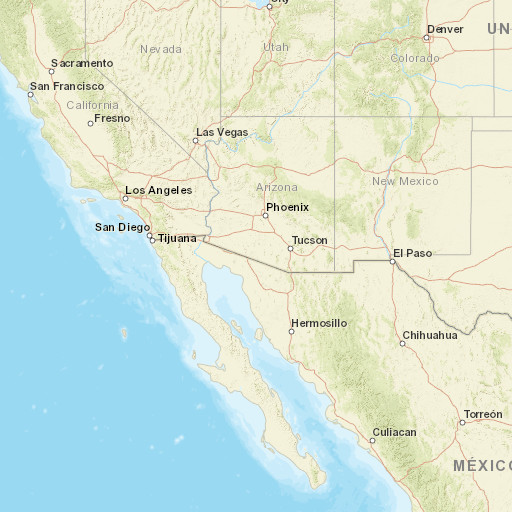 City
Denver
UN
Nevada
Utah
Colorado
Sacramento
San Francisco
California
Fresno
Las Vegas
Los Angeles
Arizona
New Mexico
Phoenix
San Diego
Tijuana
Tucson
El Paso
Hermosillo
Chihuahua
Torreón
Culiacan
MÉXICO